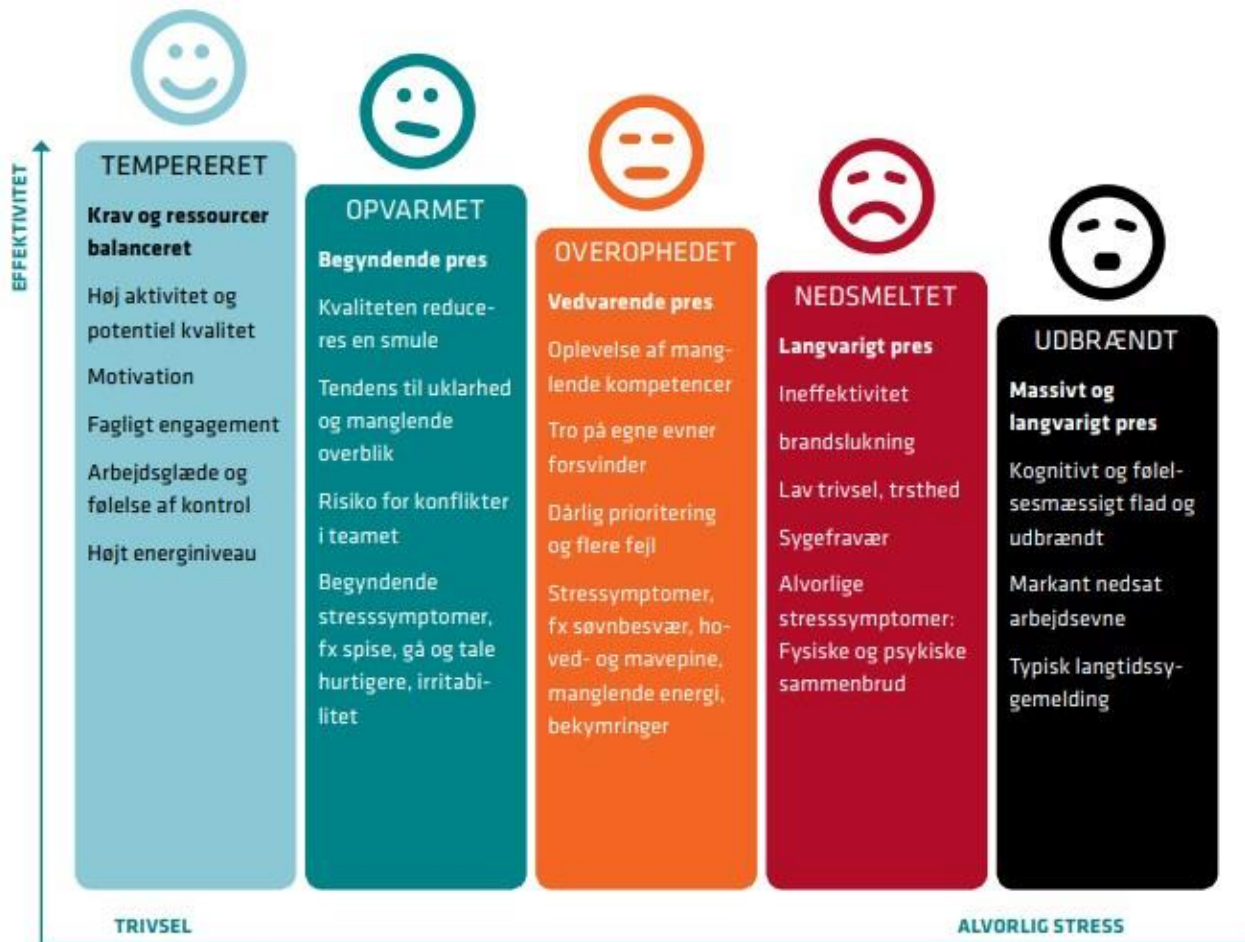 EFFEKTIVITET
TEMPERERET
Krav og ressourcer
balanceret
Høj aktivitet og
potentiel kvalitet
Motivation
Fagligt engagement
Arbejdsglæde og
følelse af kontrol
Højt energiniveau
OPVARMET
Begyndende pres
Kvaliteten reduce-
res en smule
Tendens til uklarhed
og manglende
overblik
Risiko for konflikter
i teamet
Begyndende
stresssymptomer,
fx spise, gå og tale
hurtigere, irritabi-
litet
OVEROPHEDET
Vedvarende pres
Oplevelse af mang-
lende kompetencer
Tro på egne evner
forsvinder
Dårlig prioritering
og flere fejl
Stressymptomer,
fx søvnbesvær, ho-
ved- og mavepine,
manglende energi,
bekymringer
NEDSMELTET
Langvarigt pres
Ineffektivitet
brandslukning
Lav trivsel, trsthed
Sygefravær
Alvorlige
stresssymptomer:
Fysiske og psykiske
sammenbrud
UDBRÆNDT
Massivt og
langvarigt pres
Kognitivt og følel-
sesmæssigt flad og
udbrændt
Markant nedsat
arbejdsevne
Typisk langtidssy-
gemelding
TRIVSEL
ALVORLIG STRESS